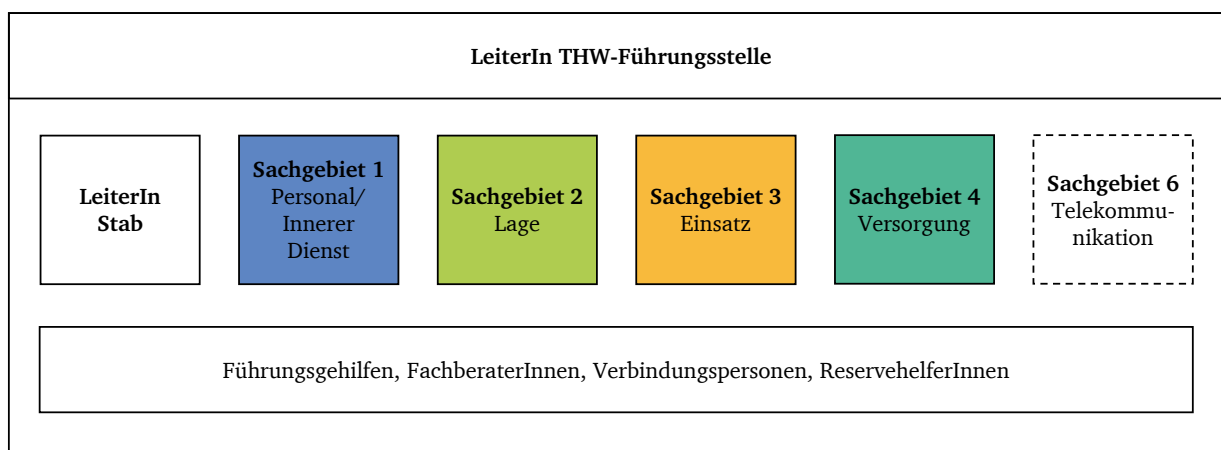 LeiterIn THW-Führungsstelle
LeiterIn
Stab
Sachgebiet 1
Personal/
Innerer
Dienst
Sachgebiet 2
Lage
Sachgebiet 3
Einsatz
Sachgebiet 4
Versorgung
Sachgebiet 6
Telekommu-
nikation
Führungsgehilfen, FachberaterInnen, Verbindungspersonen, ReservehelferInnen